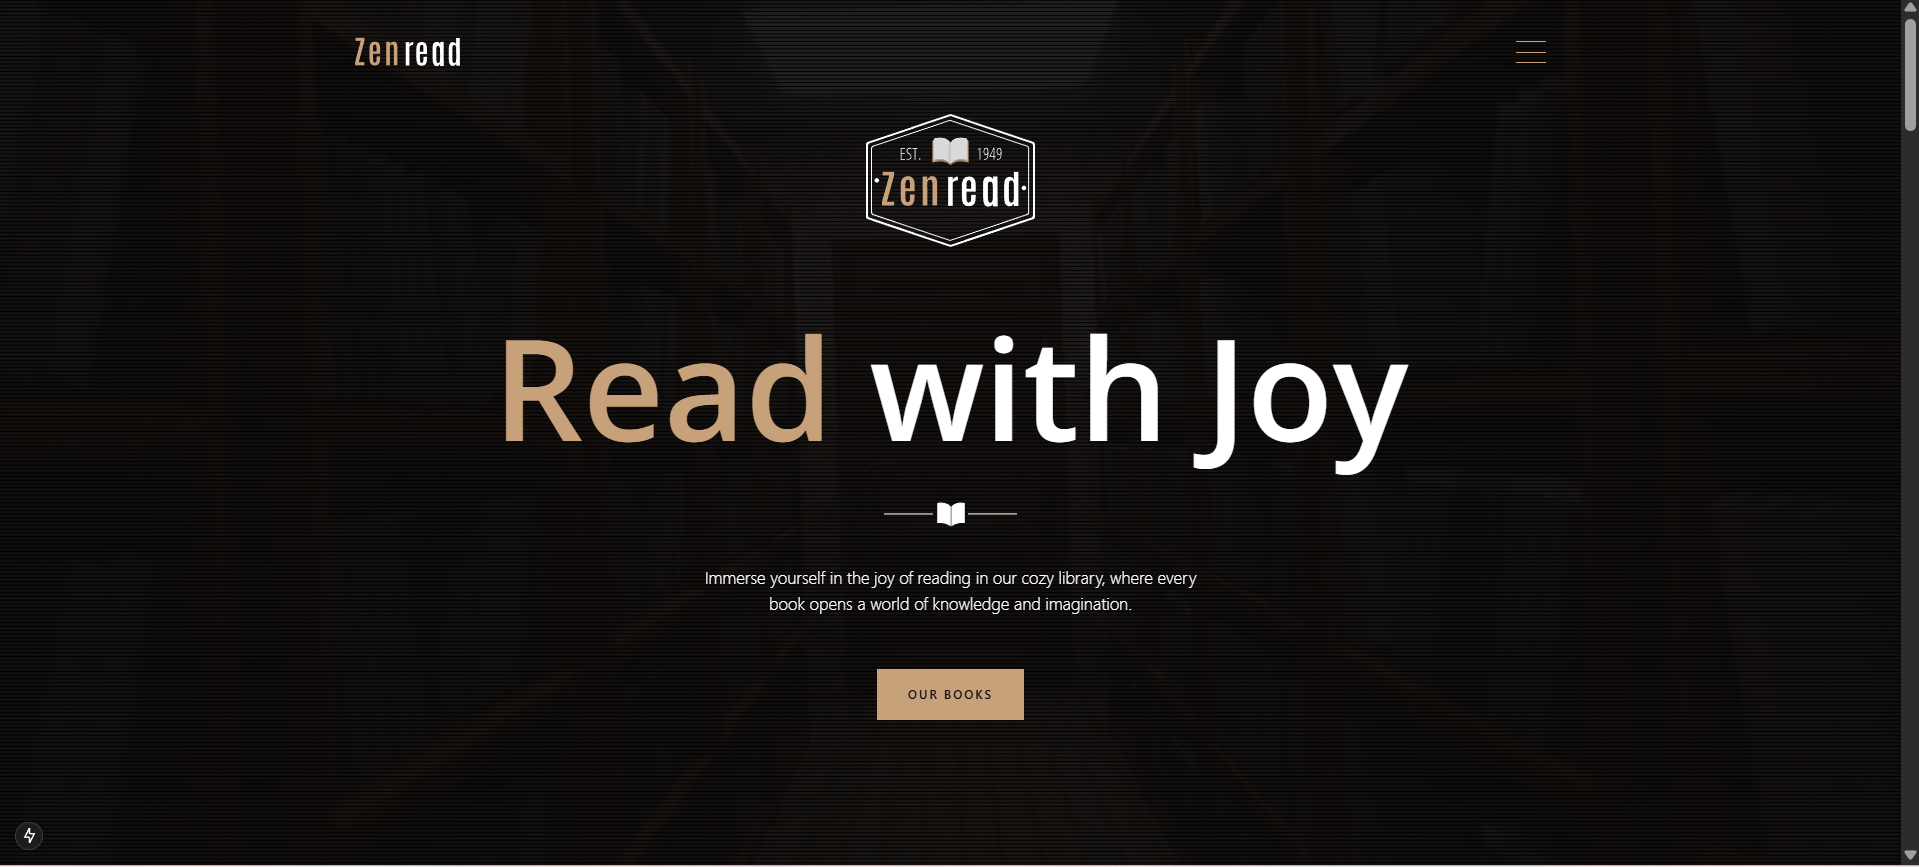 Zenread
EST. 1949
Zenread
Read with Joy
Immerse yourself in the joy of reading in our cozy library, where every
book opens a world of knowledge and imagination.
OUR BOOKS